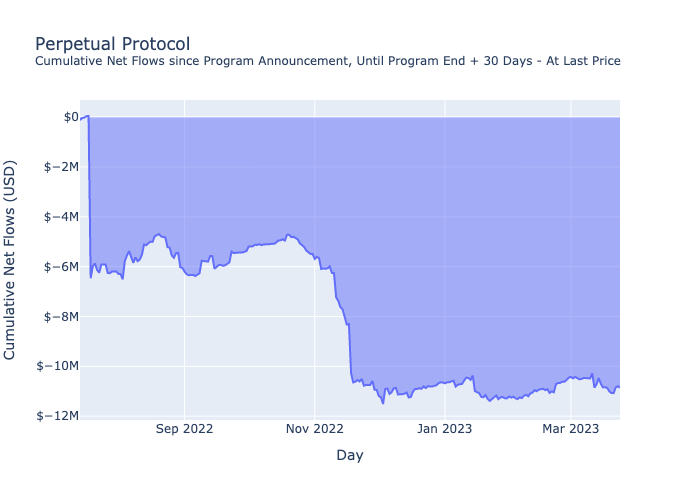 Perpetual Protocol
Cumulative Net Flows since Program Announcement, Until Program End + 30 Days - At Last Price
Cumulative Net Flows (USD)
$0
$−2M
$−4M
$−6M
$−8M
$−10M
$−12M
Sep 2022
Nov 2022
Jan 2023
Mar 2023
Day